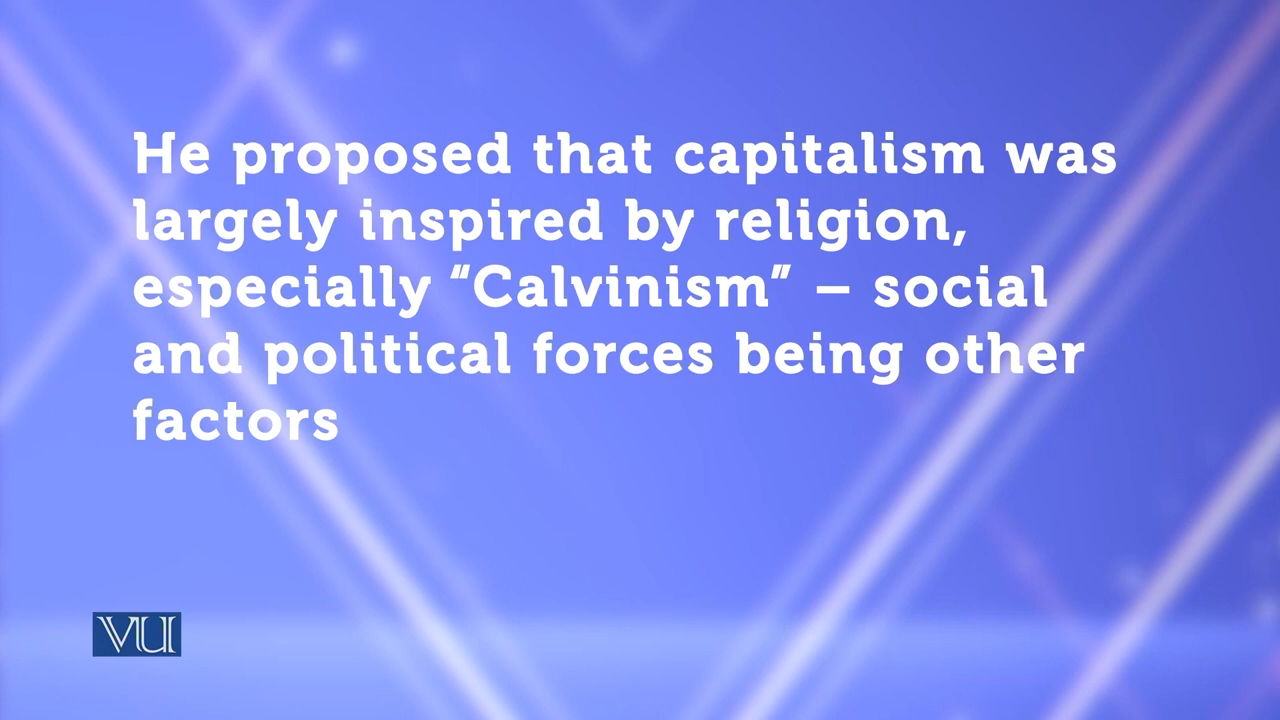 He proposed that capitalism was
largely inspired by religion,
especially “Calvinism” – social
and political forces being other
factors
VU